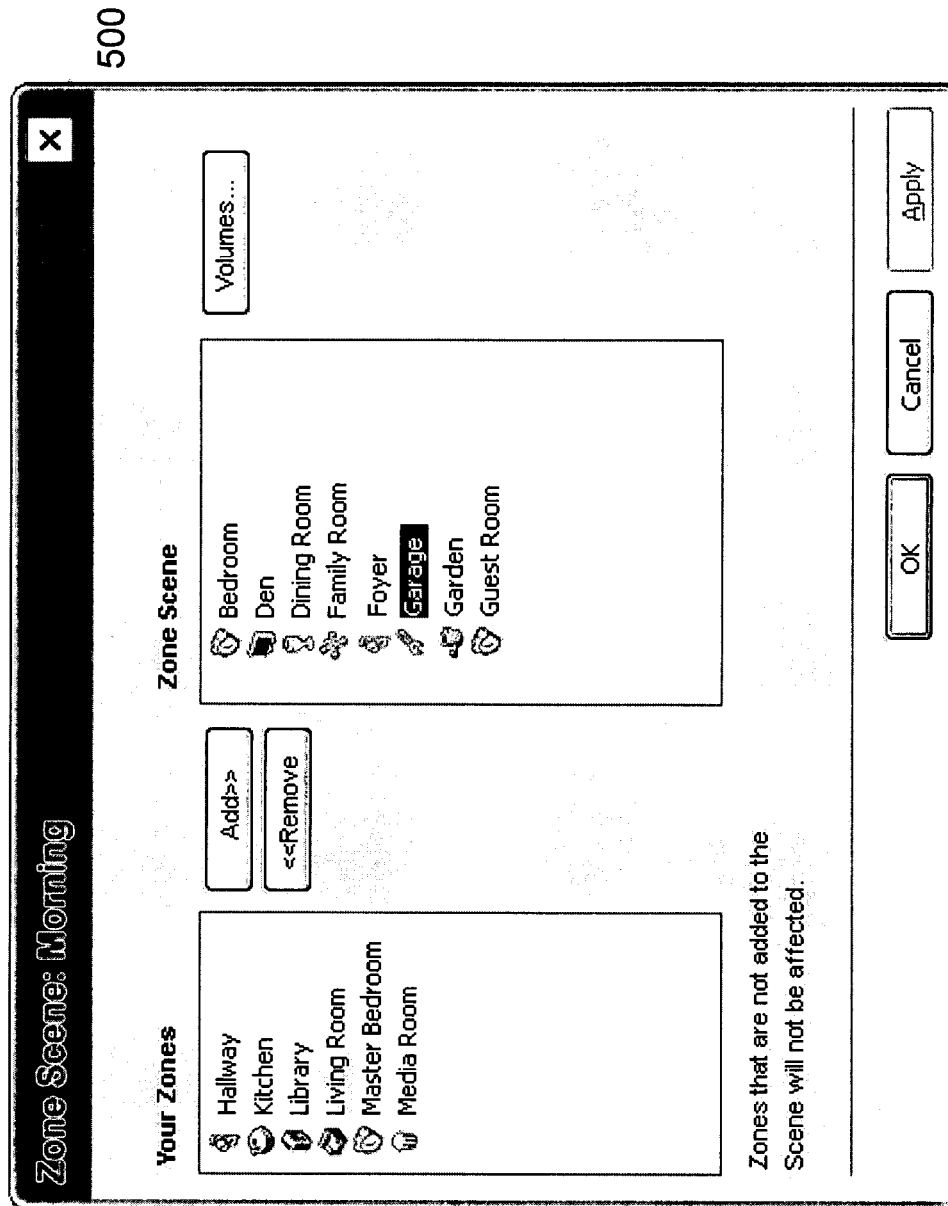 500
Zone Scene: Morning
X
Your Zones
Hallway
Kitchen
Library
Living Room
Master Bedroom
Media Room
Add>>
<<Remove
Zone Scene
Bedroom
Den
Dining Room
Family Room
Foyer
Garage
Garden
Guest Room
Volumes...
Zones that are not added to the
Scene will not be affected.
OK
Cancel
Apply